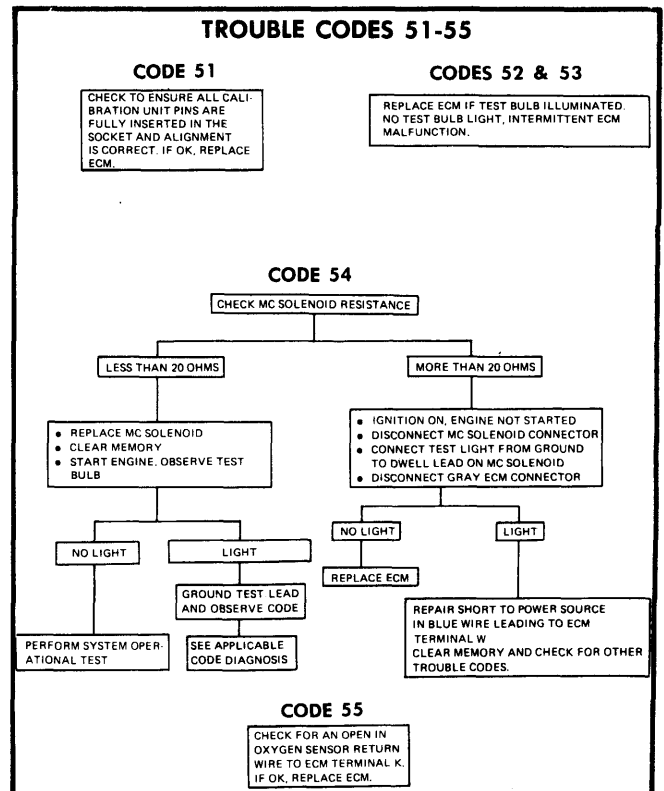 TROUBLE CODES 51-55
CODE 51
CHECK TO ENSURE ALL CALI-
BRATION UNIT PINS ARE
FULLY INSERTED IN THE
SOCKET AND ALIGNMENT
IS CORRECT. IF OK, REPLACE
ECM.
CODES 52 & 53
REPLACE ECM IF TEST BULB ILLUMINATED.
NO TEST BULB LIGHT, INTERMITTENT ECM
MALFUNCTION.
CODE 54
CHECK MC SOLENOID RESISTANCE
LESS THAN 20 OHMS
MORE THAN 20 OHMS
• REPLACE MC SOLENOID
• CLEAR MEMORY
• START ENGINE. OBSERVE TEST
BULB
• IGNITION ON, ENGINE NOT STARTED
• DISCONNECT MC SOLENOID CONNECTOR
• CONNECT TEST LIGHT FROM GROUND
TO DWELL LEAD ON MC SOLENOID
• DISCONNECT GRAY ECM CONNECTOR
NO LIGHT
LIGHT
NO LIGHT
LIGHT
GROUND TEST LEAD
AND OBSERVE CODE
REPLACE ECM
PERFORM SYSTEM OPER-
ATIONAL TEST
SEE APPLICABLE
CODE DIAGNOSIS
REPAIR SHORT TO POWER SOURCE
IN BLUE WIRE LEADING TO ECM
TERMINAL W
CLEAR MEMORY AND CHECK FOR OTHER
TROUBLE CODES.
CODE 55
CHECK FOR AN OPEN IN
OXYGEN SENSOR RETURN
WIRE TO ECM TERMINAL K.
IF OK, REPLACE ECM.